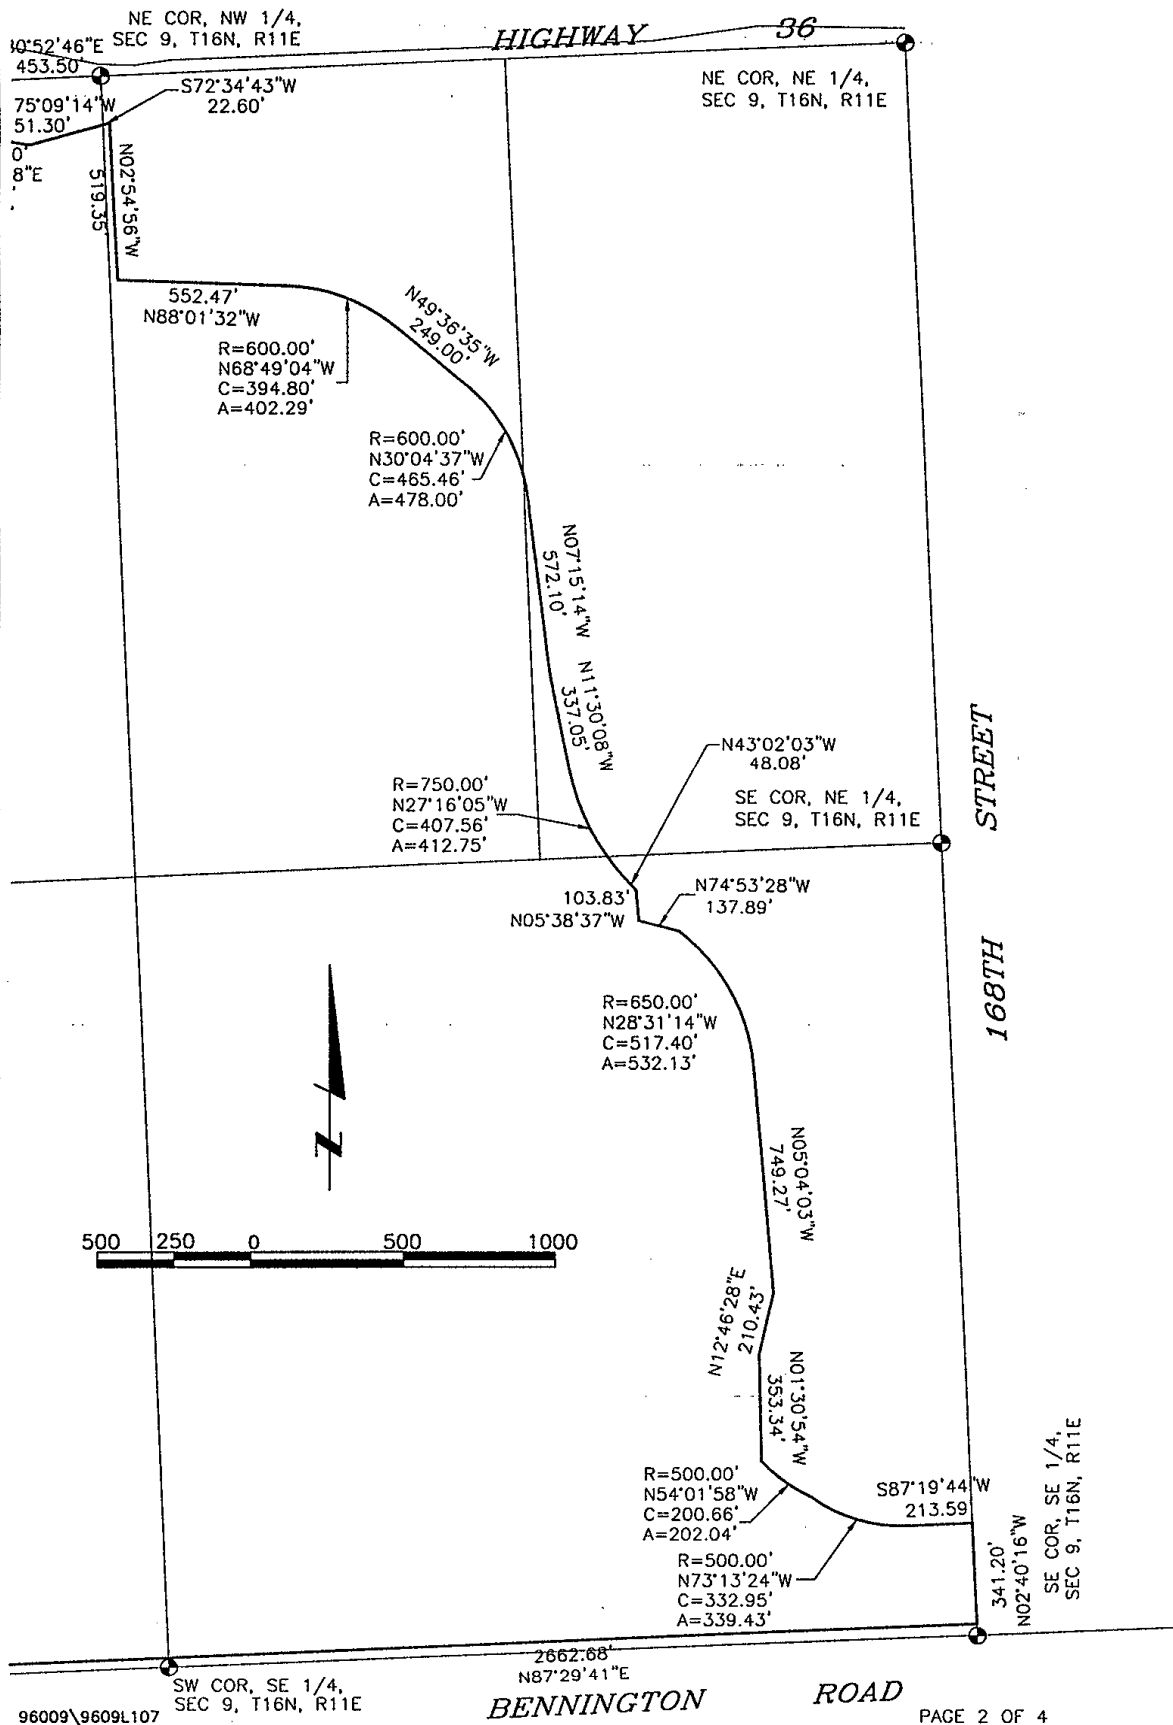 NE COR, NW 1/4,
SEC 9, T16N, R11E
30°52'46"E
453.50'
HIGHWAY 36
NE COR, NE 1/4,
SEC 9, T16N, R11E
S72°34'43"W
22.60'
75°09'14"W
51.30'
0'
8"E
N02°54'56"W
519.35'
552.47'
N88°01'32"W
N49°36'35"W
249.00'
R=600.00'
N68°49'04"W
C=394.80'
A=402.29'
R=600.00'
N30°04'37"W
C=465.46'
A=478.00'
N07°15'14"W
572.10'
N11°30'08"W
337.05'
N43°02'03"W
48.08'
R=750.00'
N27°16'05"W
C=407.56'
A=412.75'
SE COR, NE 1/4,
SEC 9, T16N, R11E
168TH STREET
103.83'
N05°38'37"W
N74°53'28"W
137.89'
R=650.00'
N28°31'14"W
C=517.40'
A=532.13'
N
N05°04'03"W
749.27'
500 250 0 500 1000
N12°46'28"E
210.43'
N01°30'54"W
353.34'
R=500.00'
N54°01'58"W
C=200.66'
A=202.04'
S87°19'44"W
213.59
R=500.00'
N73°13'24"W
C=332.95'
A=339.43'
341.20'
N02°40'16"W
SE COR, SE 1/4,
SEC 9, T16N, R11E
2662.68'
N87°29'41"E
SW COR, SE 1/4,
SEC 9, T16N, R11E
BENNINGTON ROAD
96009\9609L107
PAGE 2 OF 4